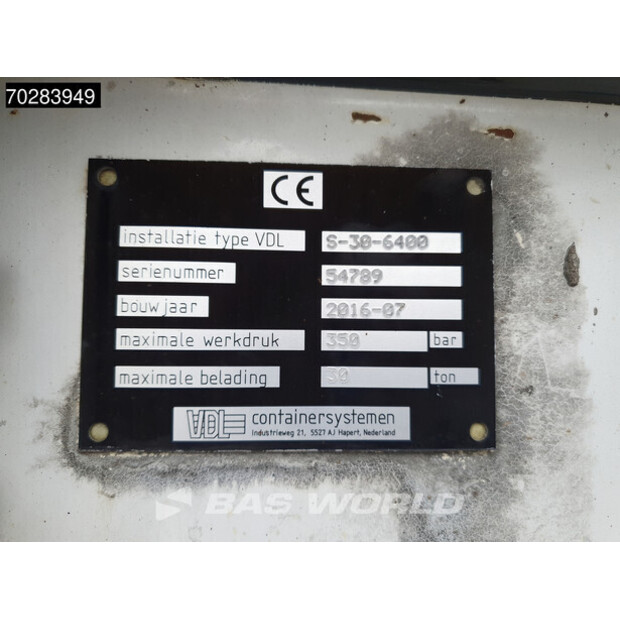 70283949
CE
installatie type VDL S-30-6400
serienummer 54789
bouwjaar 2016-07
maximale werkdruk 350 bar
maximale belading 30 ton
VDL containersystemen
Industrieweg 21, 5527 AJ Hapert, Nederland
BAS WORLD